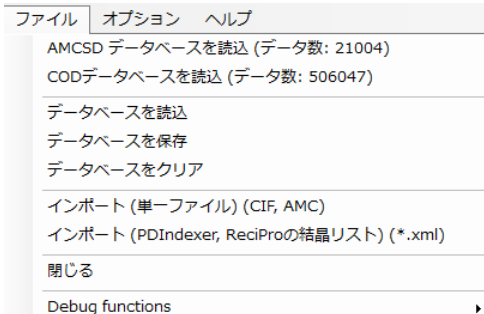 ファイル オプション ヘルプ
AMCSD データベースを読込 (データ数: 21004)
CODデータベースを読込 (データ数: 506047)
データベースを読込
データベースを保存
データベースをクリア
インポート (単一ファイル) (CIF, AMC)
インポート (PDIndexer, ReciProの結晶リスト) (*.xml)
閉じる
Debug functions